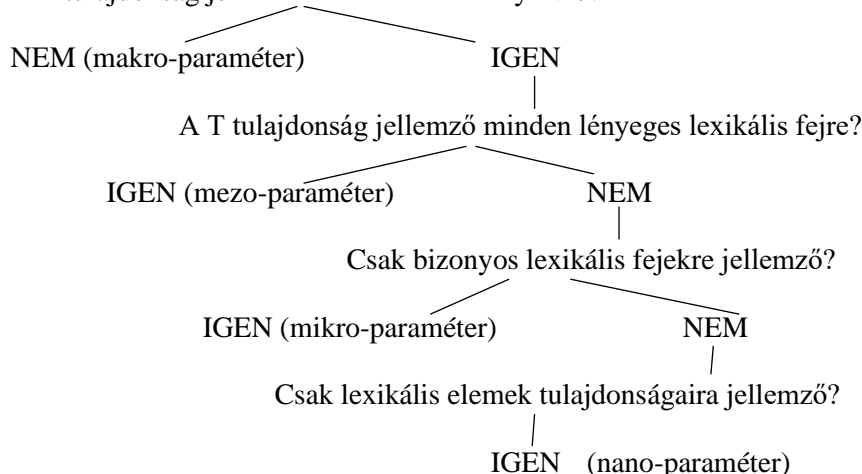 NEM (makro-paraméter) IGEN
A T tulajdonság jellemző minden lényeges lexikális fejre?
IGEN (mezo-paraméter) NEM
Csak bizonyos lexikális fejekre jellemző?
IGEN (mikro-paraméter) NEM
Csak lexikális elemek tulajdonságaira jellemző?
IGEN (nano-paraméter)